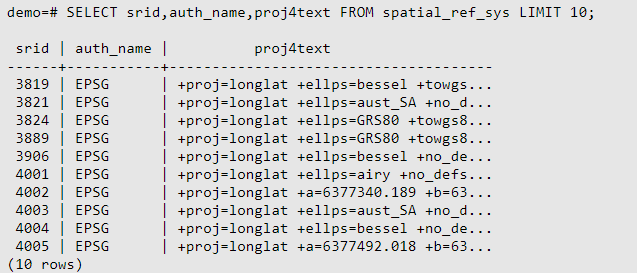 demo=# SELECT srid,auth_name,proj4text FROM spatial_ref_sys LIMIT 10;
 srid | auth_name |           proj4text
------+-----------+----------------------------------------
 3819 | EPSG      | +proj=longlat +ellps=bessel +towgs...
 3821 | EPSG      | +proj=longlat +ellps=aust_SA +no_d...
 3824 | EPSG      | +proj=longlat +ellps=GRS80 +towgs8...
 3889 | EPSG      | +proj=longlat +ellps=GRS80 +towgs8...
 3906 | EPSG      | +proj=longlat +ellps=bessel +no_de...
 4001 | EPSG      | +proj=longlat +ellps=airy +no_defs...
 4002 | EPSG      | +proj=longlat +a=6377340.189 +b=63...
 4003 | EPSG      | +proj=longlat +ellps=aust_SA +no_d...
 4004 | EPSG      | +proj=longlat +ellps=bessel +no_de...
 4005 | EPSG      | +proj=longlat +a=6377492.018 +b=63...
(10 rows)